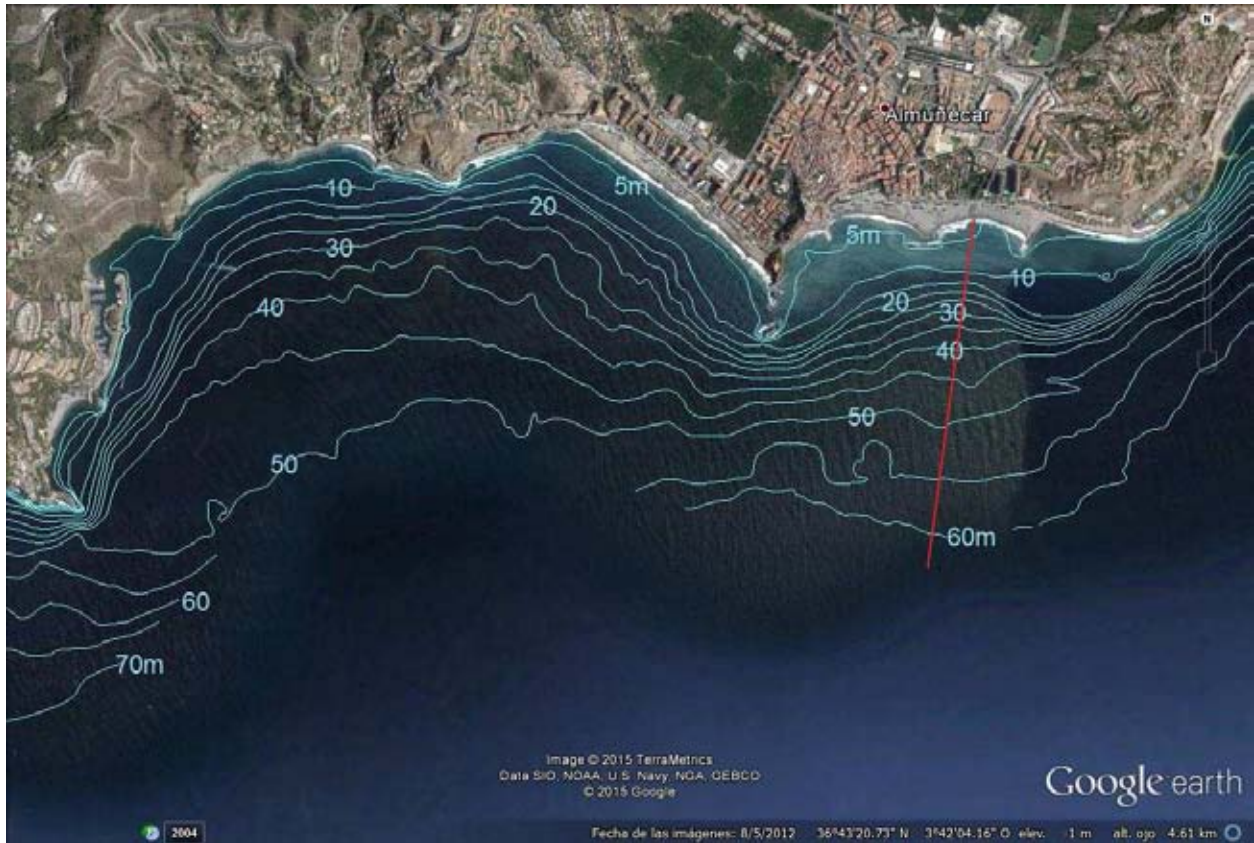 N
Almuñecar
10
5m
20
5m
30
10
20
40
30
40
50
50
60m
60
70m
Image © 2015 TerraMetrics
Data SIO, NOAA, U.S. Navy, NGA, GEBCO
© 2015 Google
Google earth
2004
Fecha de las imágenes: 8/5/2012 36°43'20.73" N 3°42'04.16" O elev. -1 m alt. ojo 4.61 km